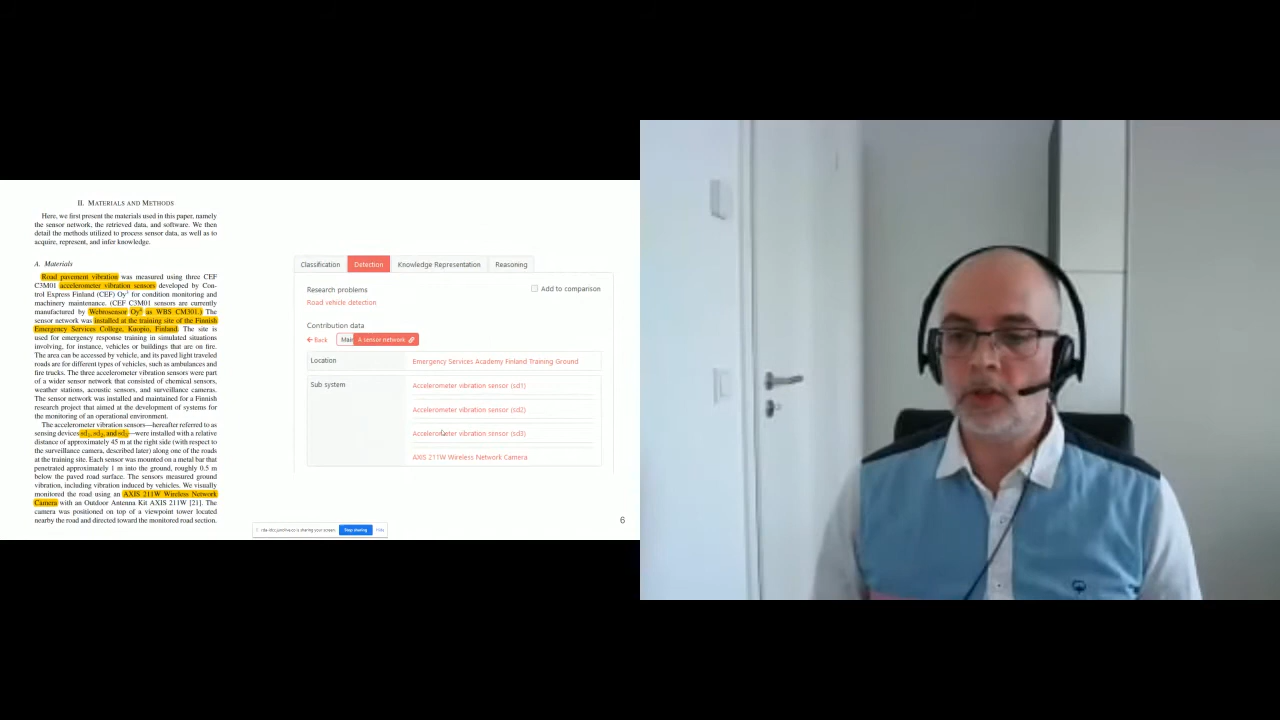 II. MATERIALS AND METHODS
Here, we first present the materials used in this paper, namely
the sensor network, the retrieved data, and software. We then
detail the methods utilized to process sensor data, as well as to
acquire, represent, and infer knowledge.
A. Materials
Road pavement vibration was measured using three CEF
C3M01 accelerometer vibration sensors developed by Con-
trol Express Finland (CEF) Oy for condition monitoring and
machinery maintenance. (CEF C3M01 sensors are currently
manufactured by Webrosensor Oy as WBS CM301.) The
sensor network was installed at the training site of the Finnish
Emergency Services College, Kuopio, Finland. The site is
used for emergency response training in simulated situations
involving, for instance, vehicles or buildings that are on fire.
The area can be accessed by vehicle, and its paved light traveled
roads are for different types of vehicles, such as ambulances and
fire trucks. The three accelerometer vibration sensors were part
of a wider sensor network that consisted of chemical sensors,
weather stations, acoustic sensors, and surveillance cameras.
The sensor network was installed and maintained for a Finnish
research project that aimed at the development of systems for
the monitoring of an operational environment.
The accelerometer vibration sensors—hereafter referred to as
sensing devices sd1, sd2, and sd3—were installed with a relative
distance of approximately 45 m at the right side (with respect to
the surveillance camera, described later) along one of the roads
at the training site. Each sensor was mounted on a metal bar that
penetrated approximately 1 m into the ground, roughly 0.5 m
below the paved road surface. The sensors measured ground
vibration, including vibration induced by vehicles. We visually
monitored the road using an AXIS 211W Wireless Network
Camera with an Outdoor Antenna Kit AXIS 211W [21]. The
camera was positioned on top of a viewpoint tower located
nearby the road and directed toward the monitored road section.
Classification Detection Knowledge Representation Reasoning
Research problems
Add to comparison
Road vehicle detection
Contribution data
Back Mai A sensor network
Location Emergency Services Academy Finland Training Ground
Sub system Accelerometer vibration sensor (sd1)
Accelerometer vibration sensor (sd2)
Accelerometer vibration sensor (sd3)
AXIS 211W Wireless Network Camera
is sharing your screen. Stop sharing Hide
6